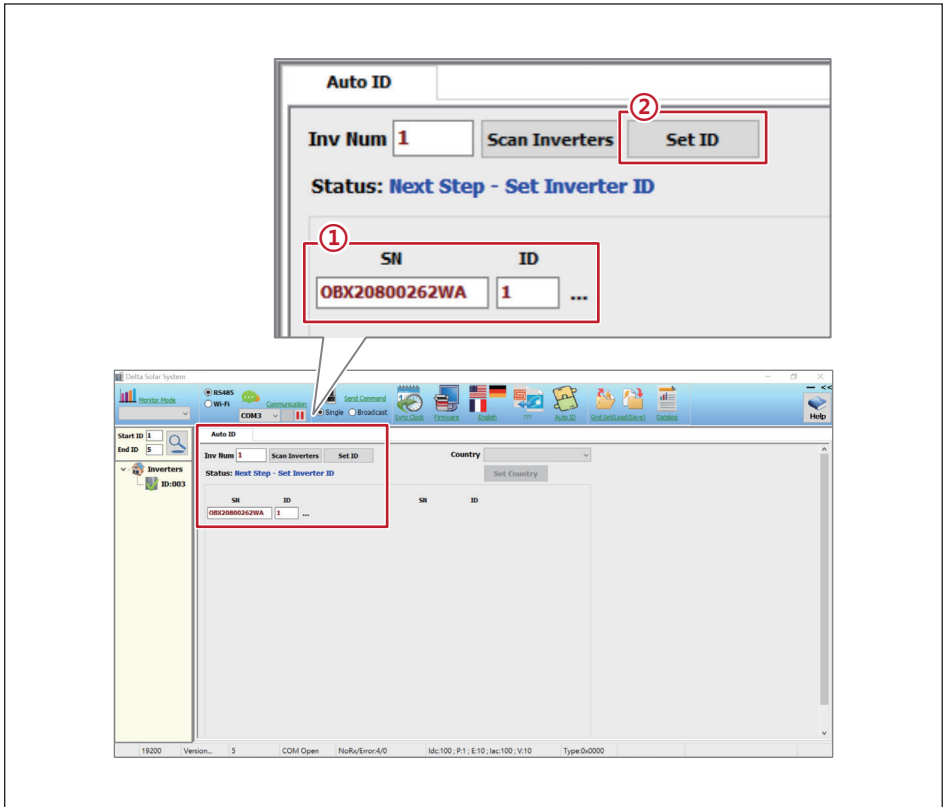 Auto ID
②
Inv Num 1 Scan Inverters Set ID
Status: Next Step - Set Inverter ID
①
SN ID
OBX20800262WA 1 ...
Delta Solar System
Monitor Mode
RS485
Wi-Fi
COM3
Communication
Send Command
Single Broadcast
Sync Clock
Firmware
English
???
Auto ID
Grid Set(Load/Save)
Datalog
<<
Help
Start ID 1
End ID 5
Inverters
ID:003
Auto ID
Inv Num 1 Scan Inverters Set ID Country
Status: Next Step - Set Inverter ID Set Country
SN ID SN ID
OBX20800262WA 1 ...
19200 Version... 5 COM Open NoRx/Error:4/0 Idc:100 ; P:1 ; E:10 ; Iac:100 ; V:10 Type:0x0000